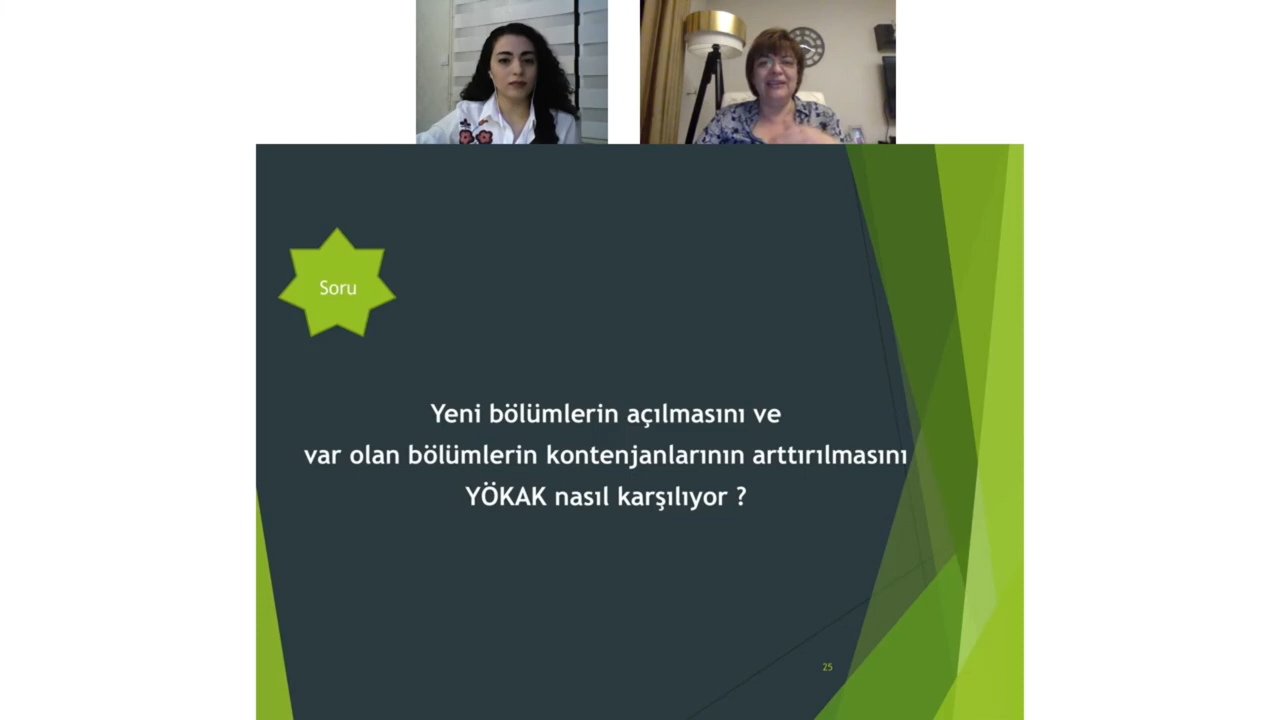 Soru
Yeni bölümlerin açılmasını ve
var olan bölümlerin kontenjanlarının arttırılmasını
YÖKAK nasıl karşılıyor ?
25